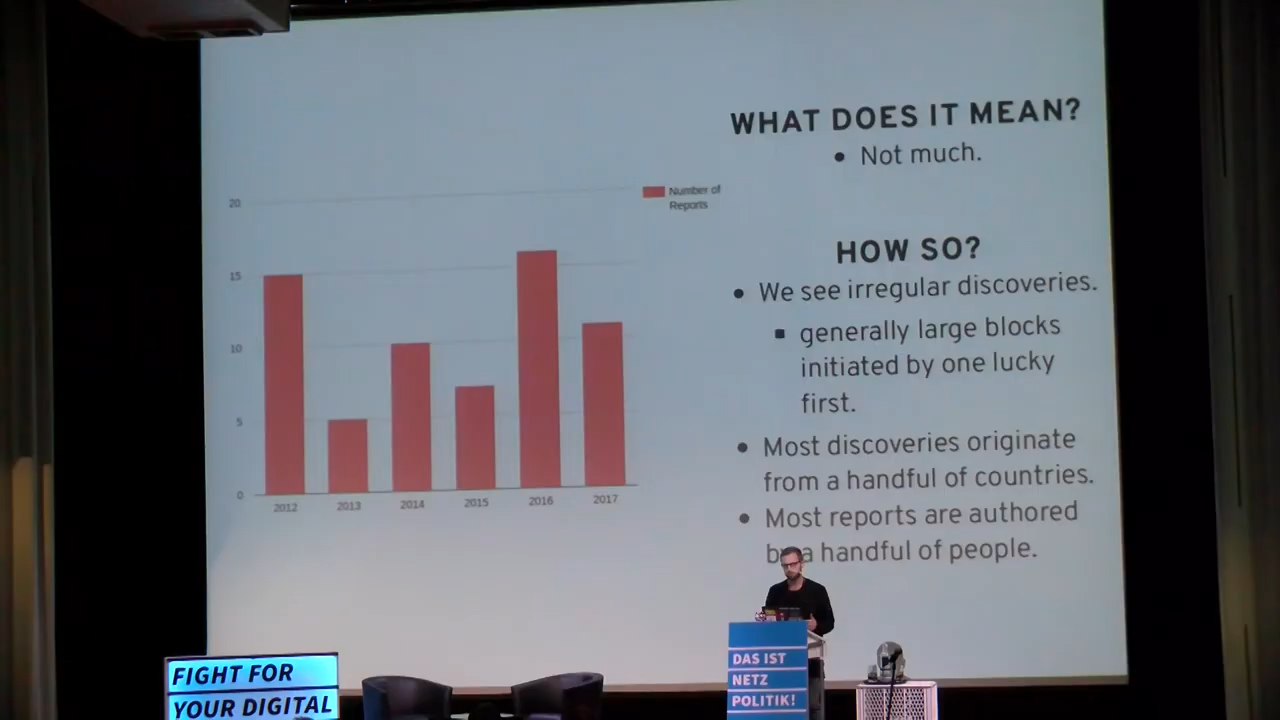 WHAT DOES IT MEAN?
• Not much.
HOW SO?
• We see irregular discoveries.
▪ generally large blocks
initiated by one lucky
first.
• Most discoveries originate
from a handful of countries.
• Most reports are authored
by a handful of people.
Number of
Reports
20
15
10
5
0
2012 2013 2014 2015 2016 2017
FIGHT FOR
YOUR DIGITAL
DAS IST
NETZ
POLITIK!